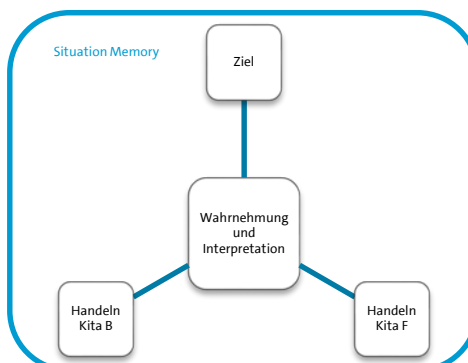 Situation Memory
Ziel
Wahrnehmung
und
Interpretation
Handeln
Kita B
Handeln
Kita F